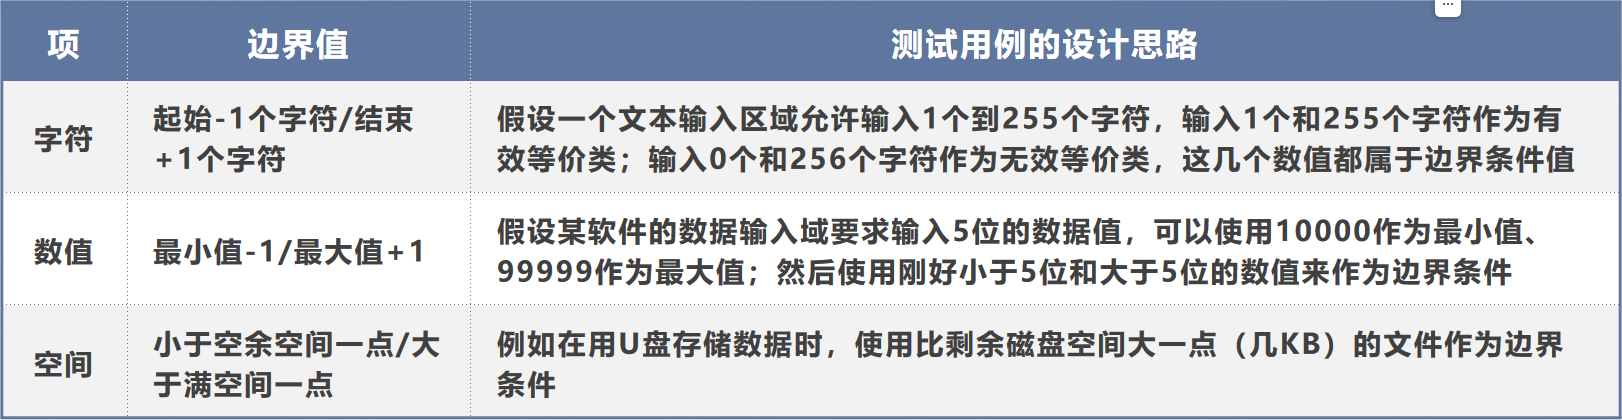 项 边界值 测试用例的设计思路
字符
起始-1个字符/结束
+1个字符
假设一个文本输入区域允许输入1个到255个字符，输入1个和255个字符作为有
效等价类；输入0个和256个字符作为无效等价类，这几个数值都属于边界条件值
数值
最小值-1/最大值+1
假设某软件的数据输入域要求输入5位的数据值，可以使用10000作为最小值、
99999作为最大值；然后使用刚好小于5位和大于5位的数值来作为边界条件
空间
小于空余空间一点/大
于满空间一点
例如在用U盘存储数据时，使用比剩余磁盘空间大一点（几KB）的文件作为边界
条件